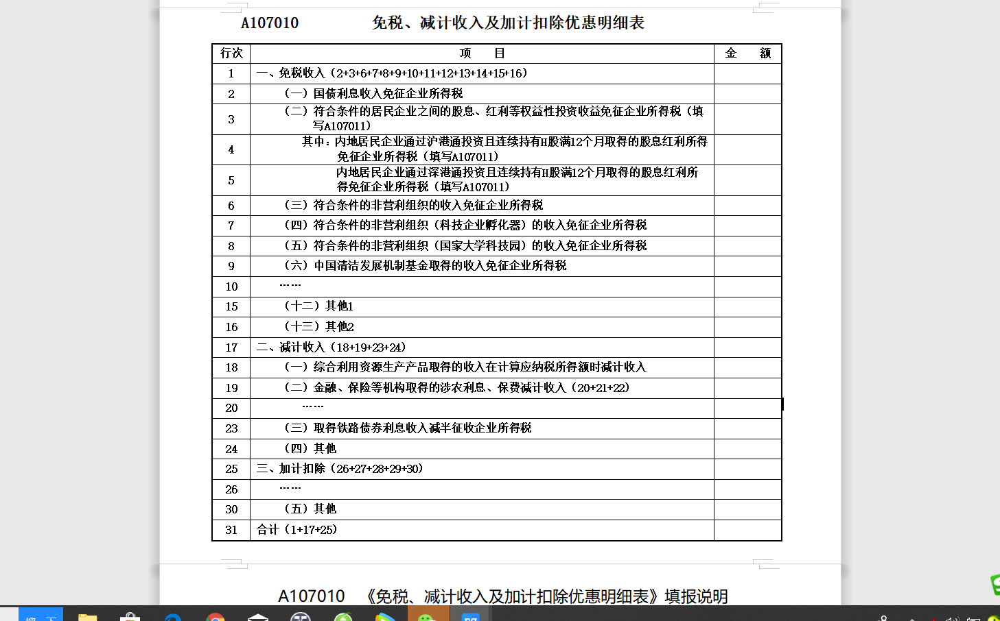 A107010 免税、减计收入及加计扣除优惠明细表
行次 项 目 金 额
1 一、免税收入（2+3+6+7+8+9+10+11+12+13+14+15+16）
2 （一）国债利息收入免征企业所得税
3 （二）符合条件的居民企业之间的股息、红利等权益性投资收益免征企业所得税（填
写A107011）
4 其中：内地居民企业通过沪港通投资且连续持有H股满12个月取得的股息红利所得
免征企业所得税（填写A107011）
5 内地居民企业通过深港通投资且连续持有H股满12个月取得的股息红利所
得免征企业所得税（填写A107011）
6 （三）符合条件的非营利组织的收入免征企业所得税
7 （四）符合条件的非营利组织（科技企业孵化器）的收入免征企业所得税
8 （五）符合条件的非营利组织（国家大学科技园）的收入免征企业所得税
9 （六）中国清洁发展机制基金取得的收入免征企业所得税
10 ……
15 （十二）其他1
16 （十三）其他2
17 二、减计收入（18+19+23+24）
18 （一）综合利用资源生产产品取得的收入在计算应纳税所得额时减计收入
19 （二）金融、保险等机构取得的涉农利息、保费减计收入（20+21+22）
20 ……
23 （三）取得铁路债券利息收入减半征收企业所得税
24 （四）其他
25 三、加计扣除（26+27+28+29+30）
26 ……
30 （五）其他
31 合计（1+17+25）
A107010 《免税、减计收入及加计扣除优惠明细表》填报说明